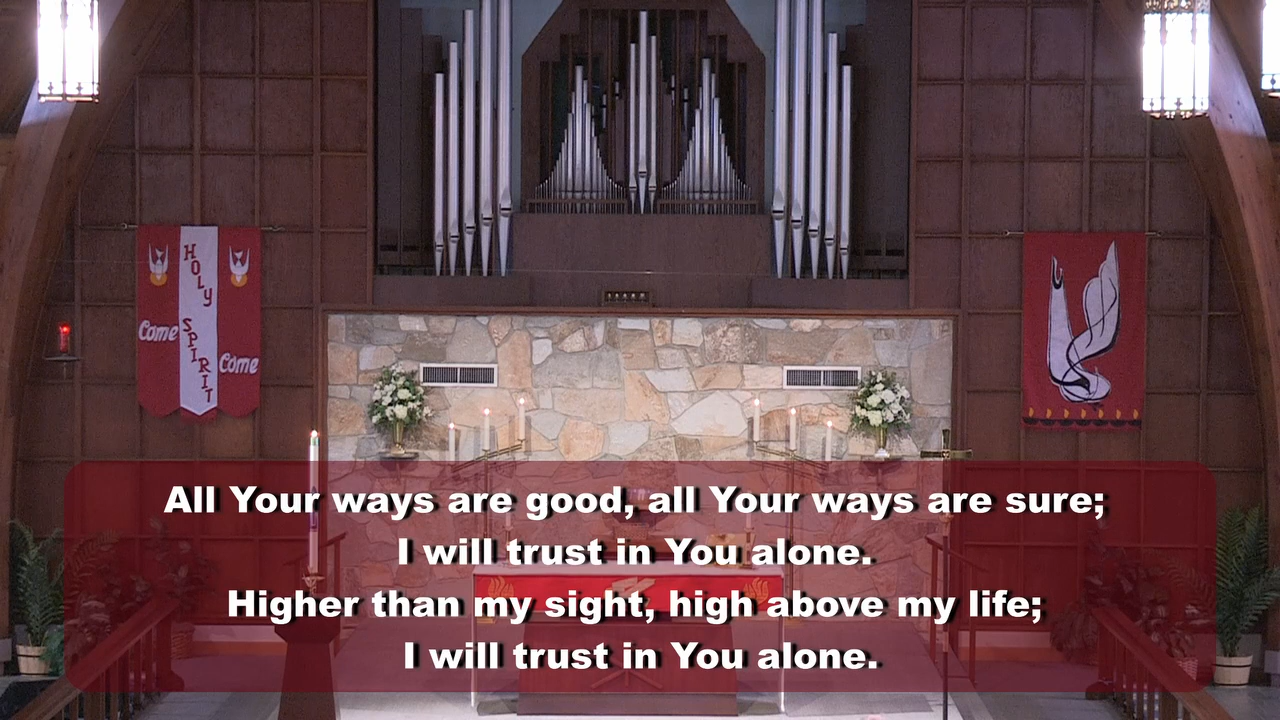 HOLY
SPIRIT
Come
Come
All Your ways are good, all Your ways are sure;
I will trust in You alone.
Higher than my sight, high above my life;
I will trust in You alone.